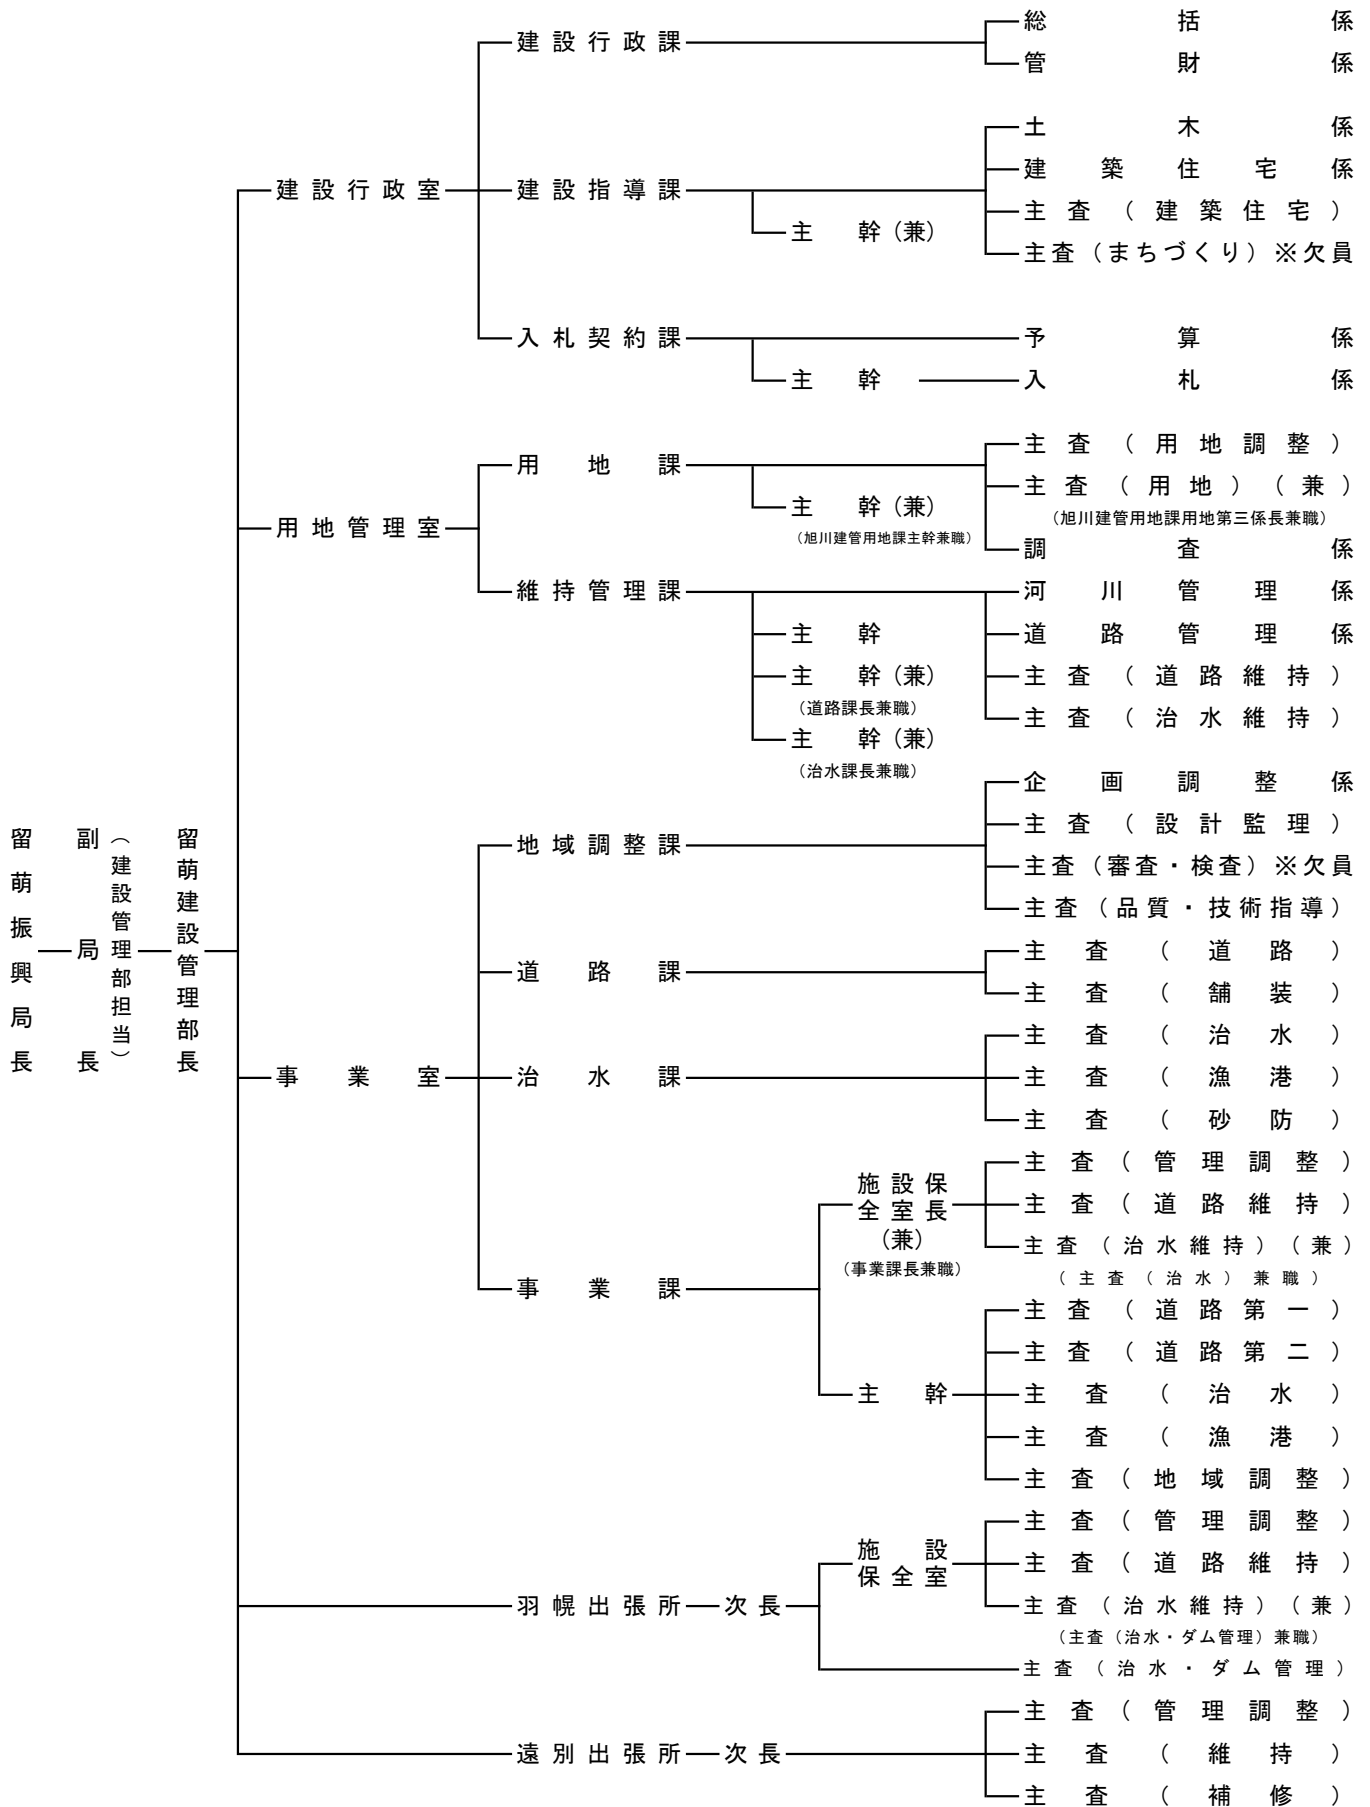 留萌振興局長
副局長
（建設管理部担当）
留萌建設管理部長
建設行政室
建設行政課
総括係
管財係
建設指導課
主幹（兼）
土木係
建築住宅係
主査（建築住宅）
主査（まちづくり）※欠員
入札契約課
予算係
主幹
入札係
用地管理室
用地課
主幹（兼）
（旭川建管用地課主幹兼職）
主査（用地調整）
主査（用地）（兼）
（旭川建管用地課用地第三係長兼職）
調査係
維持管理課
主幹
主幹（兼）
（道路課長兼職）
主幹（兼）
（治水課長兼職）
河川管理係
道路管理係
主査（道路維持）
主査（治水維持）
事業室
地域調整課
企画調整係
主査（設計監理）
主査（審査・検査）※欠員
主査（品質・技術指導）
道路課
主査（道路）
主査（舗装）
治水課
主査（治水）
主査（漁港）
主査（砂防）
事業課
施設保
全室長
（兼）
（事業課長兼職）
主査（管理調整）
主査（道路維持）
主査（治水維持）（兼）
（主査（治水）兼職）
主幹
主査（道路第一）
主査（道路第二）
主査（治水）
主査（漁港）
主査（地域調整）
羽幌出張所
次長
施設
保全室
主査（管理調整）
主査（道路維持）
主査（治水維持）（兼）
（主査（治水・ダム管理）兼職）
主査（治水・ダム管理）
遠別出張所
次長
主査（管理調整）
主査（維持）
主査（補修）